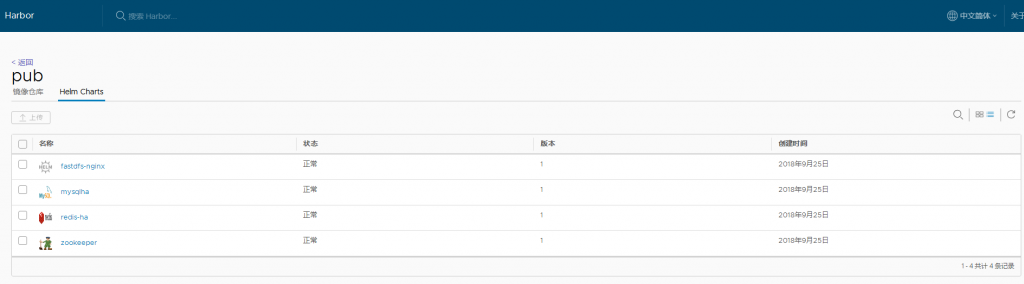 Harbor
搜索 Harbor...
中文简体
关于
< 返回
pub
镜像仓库 Helm Charts
上传
名称 状态 版本 创建时间
fastdfs-nginx 正常 1 2018年9月25日
mysqlha 正常 1 2018年9月25日
redis-ha 正常 1 2018年9月25日
zookeeper 正常 1 2018年9月25日
1 - 4 共计 4 条记录